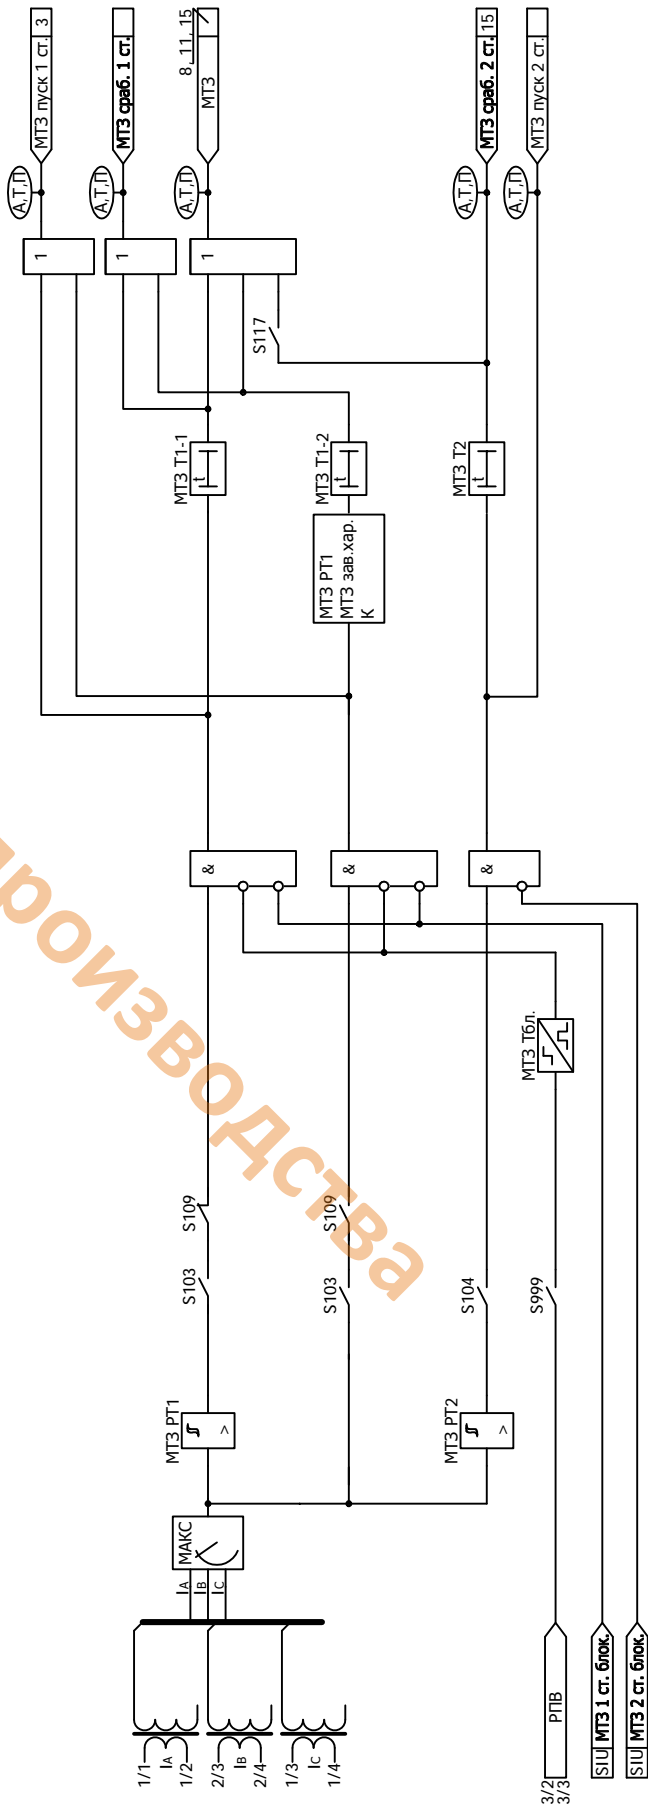 МТЗ пуск 1 ст. 3
МТЗ сраб. 1 ст.
8, 11, 15
МТЗ
МТЗ сраб. 2 ст. 15
МТЗ пуск 2 ст.
А,Т,П
А,Т,П
А,Т,П
А,Т,П
А,Т,П
1
1
1
S117
МТЗ Т1-1
t
МТЗ Т1-2
t
МТЗ Т2
t
МТЗ РТ1
МТЗ зав.хар.
К
&
&
&
МТЗ Тбл.
S109
S109
S103
S103
S104
S999
МТЗ РТ1
>
МТЗ РТ2
>
МАКС
IA
IB
IC
1/1
IA
1/2
2/3
IB
2/4
1/3
IC
1/4
РПВ
3/2
3/3
SIU МТЗ 1 ст. блок.
SIU МТЗ 2 ст. блок.
производства